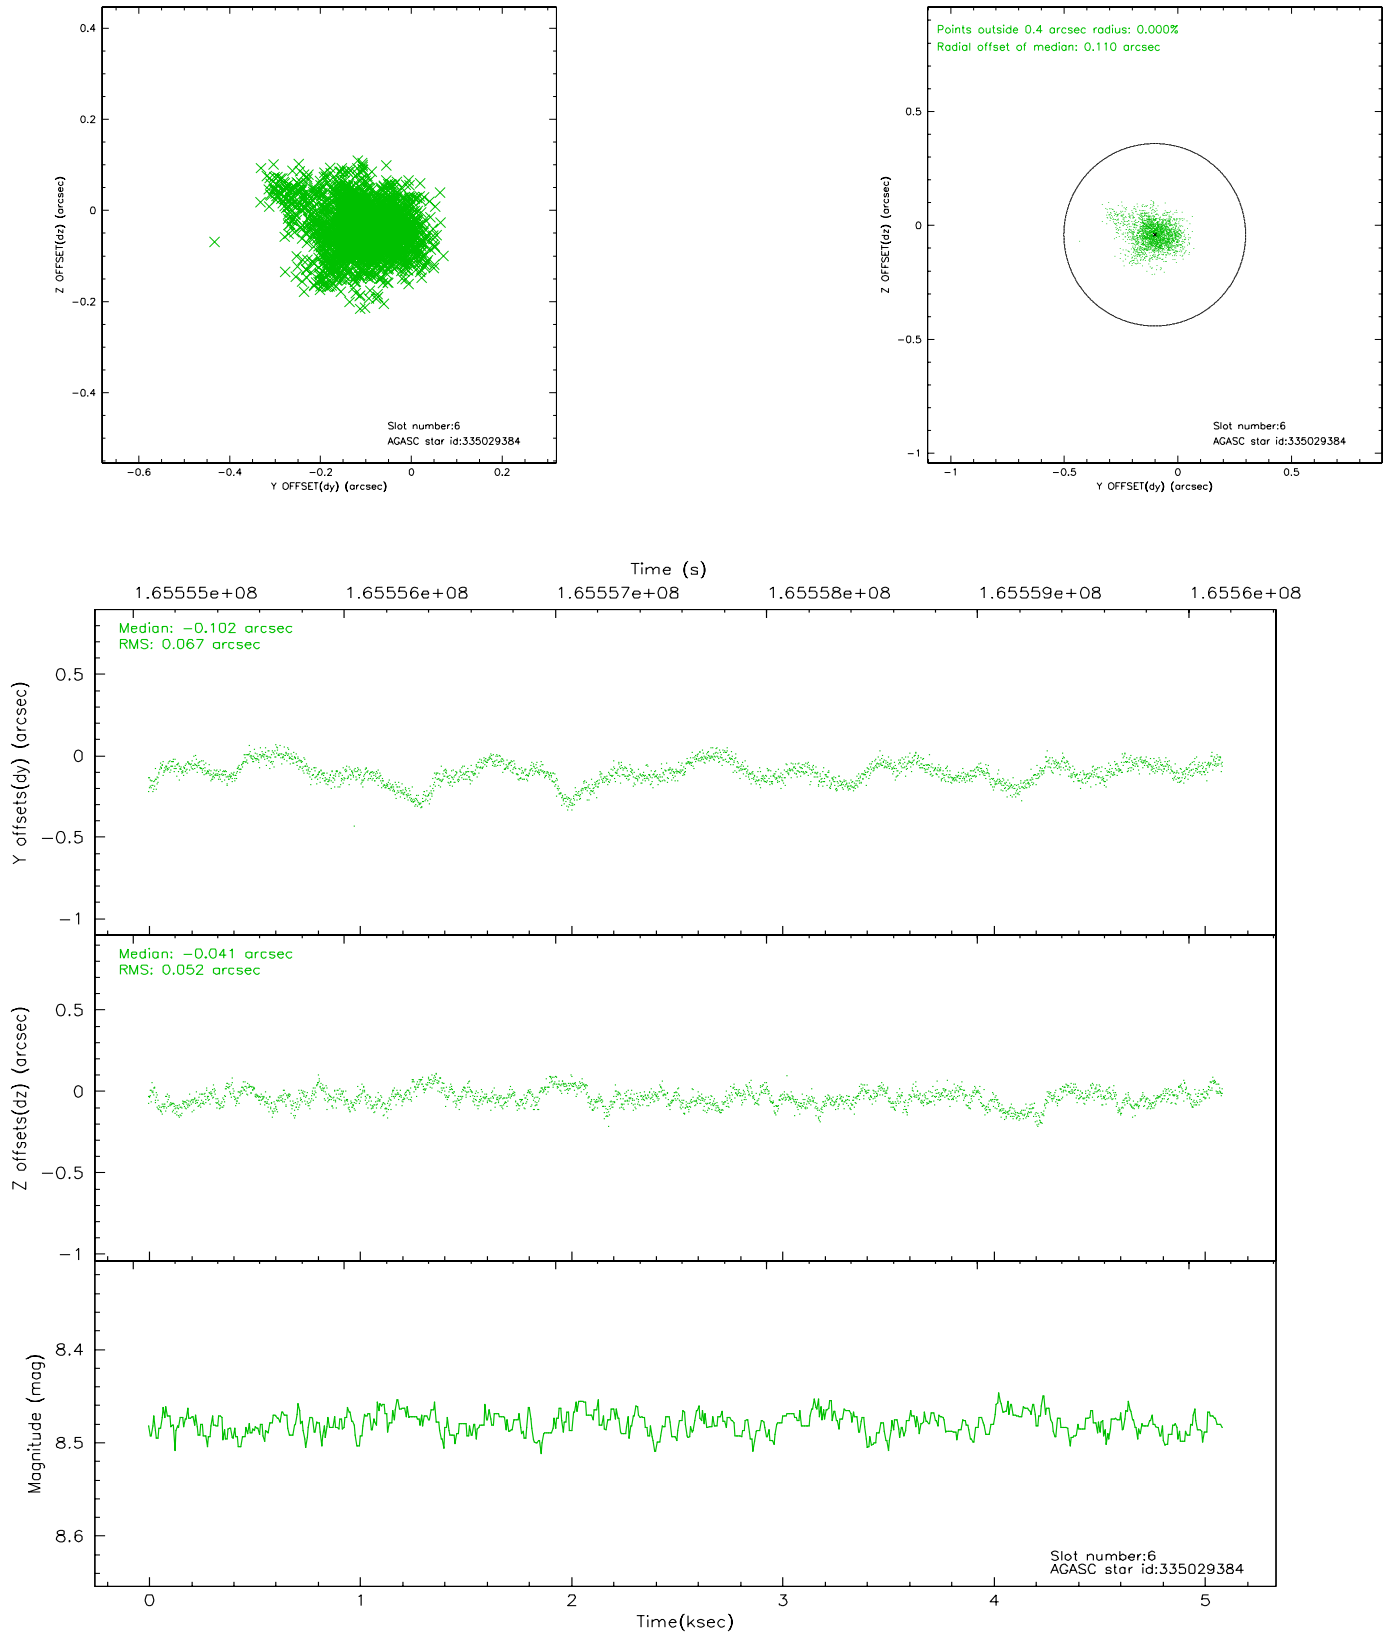 0.4
0.2
0
−0.2
−0.4
Z OFFSET(dz) (arcsec)
Slot number:6
AGASC star id:335029384
−0.6 −0.4 −0.2 0 0.2
Y OFFSET(dy) (arcsec)
Points outside 0.4 arcsec radius: 0.000%
Radial offset of median: 0.110 arcsec
0.5
0
−0.5
−1
Z OFFSET(dz) (arcsec)
Slot number:6
AGASC star id:335029384
−1 −0.5 0 0.5
Y OFFSET(dy) (arcsec)
Time (s)
1.65555e+08 1.65556e+08 1.65557e+08 1.65558e+08 1.65559e+08 1.6556e+08
Median: −0.102 arcsec
RMS: 0.067 arcsec
0.5
0
−0.5
−1
Y offsets(dy) (arcsec)
Median: −0.041 arcsec
RMS: 0.052 arcsec
0.5
0
−0.5
−1
Z offsets(dz) (arcsec)
8.4
8.5
8.6
Magnitude (mag)
Slot number:6
AGASC star id:335029384
0 1 2 3 4 5
Time(ksec)